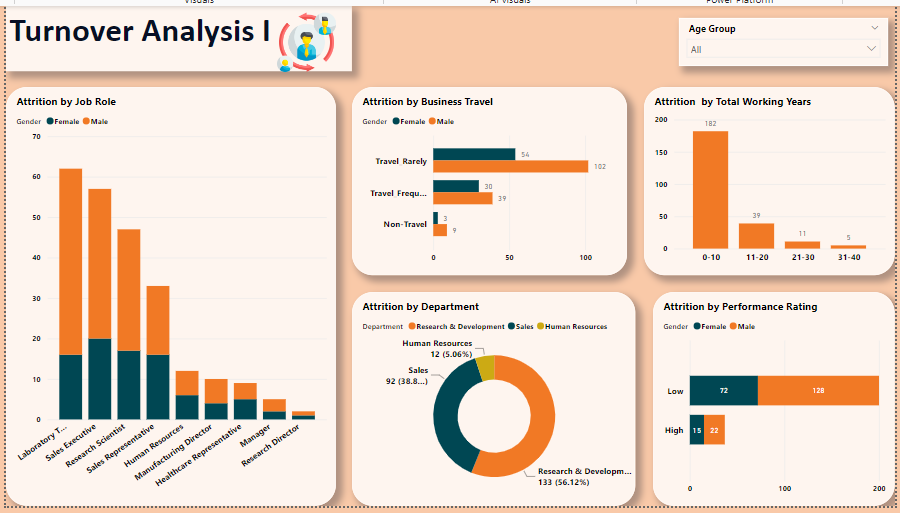 Visuals
AI visuals
Power Platform
Turnover Analysis I
Age Group
All
Attrition by Job Role
Gender Female Male
70
60
50
40
30
20
10
0
Laboratory T...
Sales Executive
Research Scientist
Sales Representative
Human Resources
Manufacturing Director
Healthcare Representative
Manager
Research Director
Attrition by Business Travel
Gender Female Male
Travel_Rarely 54
102
Travel_Frequ... 30
39
Non-Travel 3
9
0 50 100
Attrition by Total Working Years
200
150
100
50
0
182
39
11
5
0-10 11-20 21-30 31-40
Attrition by Department
Department Research & Development Sales Human Resources
Human Resources
12 (5.06%)
Sales
92 (38.8...)
Research & Developm...
133 (56.12%)
Attrition by Performance Rating
Gender Female Male
Low 72 128
High 15 22
0 100 200